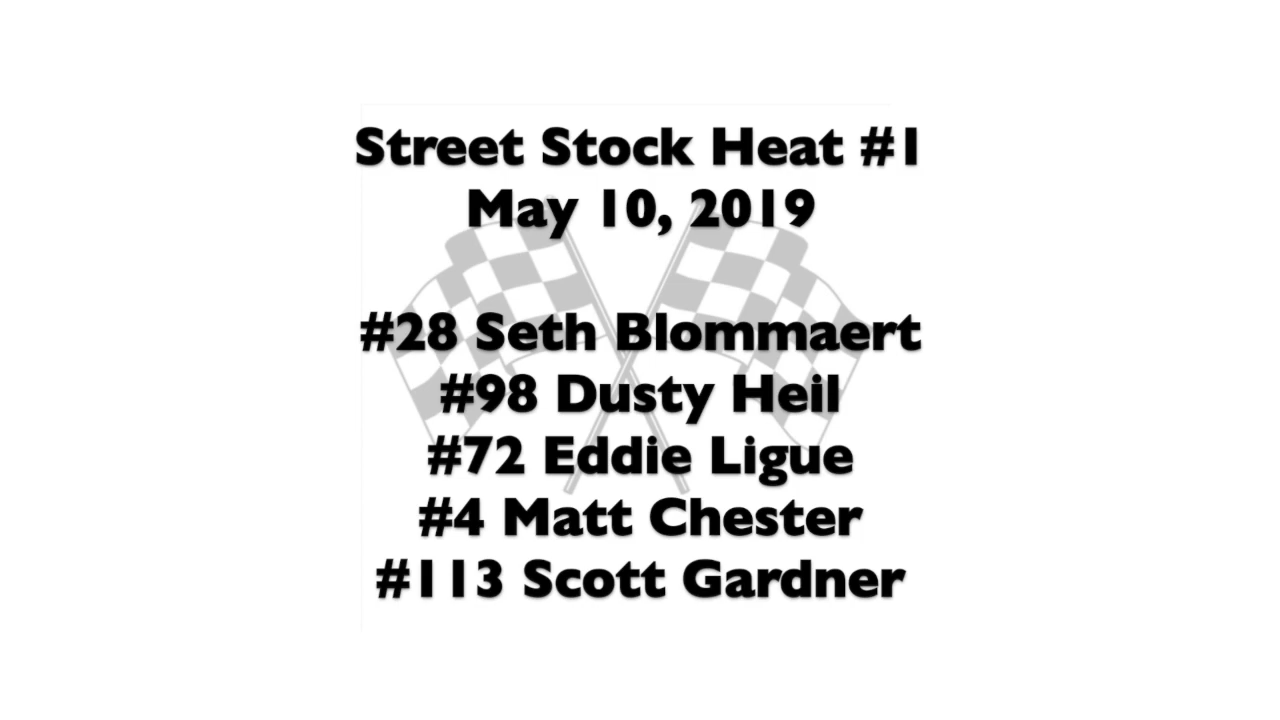 Street Stock Heat #1
May 10, 2019
#28 Seth Blommaert
#98 Dusty Heil
#72 Eddie Ligue
#4 Matt Chester
#113 Scott Gardner